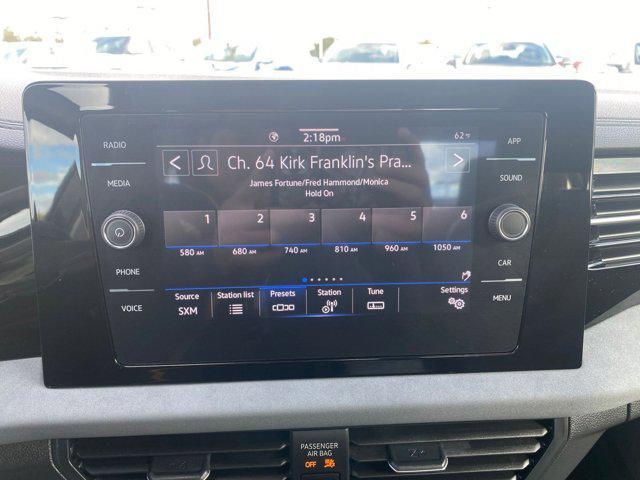 2:18pm
62°F
RADIO
MEDIA
PHONE
VOICE
Ch. 64 Kirk Franklin's Pra...
James Fortune/Fred Hammond/Monica
Hold On
1 2 3 4 5 6
580 AM 680 AM 740 AM 810 AM 960 AM 1050 AM
Source Station list Presets Station Tune Settings
SXM
APP
SOUND
CAR
MENU
PASSENGER
AIR BAG
OFF